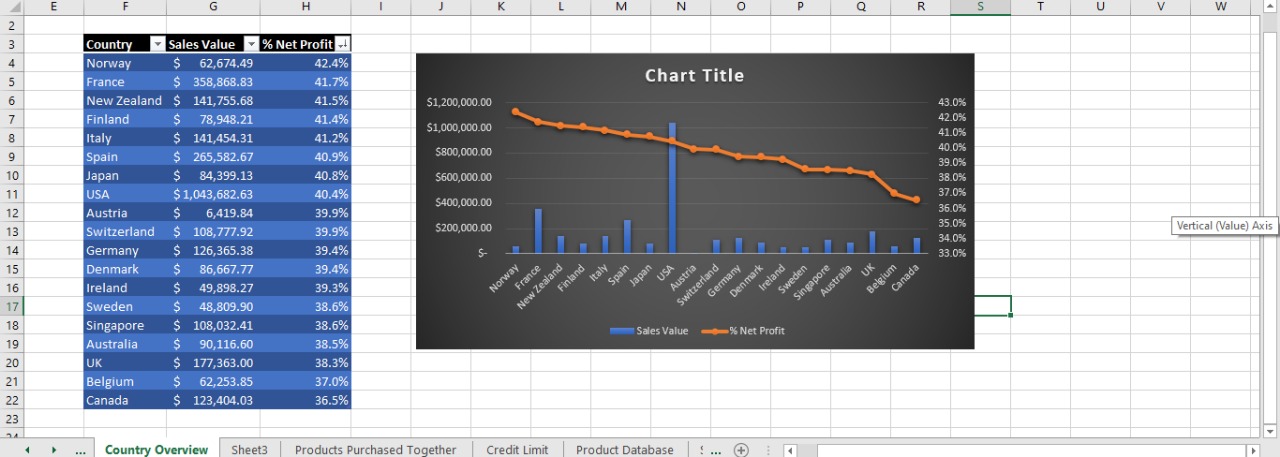 E F G H I J K L M N O P Q R S T U V W
2
3 Country Sales Value % Net Profit
4 Norway $ 62,674.49 42.4%
5 France $ 358,868.83 41.7%
6 New Zealand $ 141,755.68 41.5%
7 Finland $ 78,948.21 41.4%
8 Italy $ 141,454.31 41.2%
9 Spain $ 265,582.67 40.9%
10 Japan $ 84,399.13 40.8%
11 USA $1,043,682.63 40.4%
12 Austria $ 6,419.84 39.9%
13 Switzerland $ 108,777.92 39.9%
14 Germany $ 126,365.38 39.4%
15 Denmark $ 86,667.77 39.4%
16 Ireland $ 49,898.27 39.3%
17 Sweden $ 48,809.90 38.6%
18 Singapore $ 108,032.41 38.6%
19 Australia $ 90,116.60 38.5%
20 UK $ 177,363.00 38.3%
21 Belgium $ 62,253.85 37.0%
22 Canada $ 123,404.03 36.5%
23
24
Chart Title
$1,200,000.00
$1,000,000.00
$800,000.00
$600,000.00
$400,000.00
$200,000.00
$-
43.0%
42.0%
41.0%
40.0%
39.0%
38.0%
37.0%
36.0%
35.0%
34.0%
33.0%
Norway
France
New Zealand
Finland
Italy
Spain
Japan
USA
Austria
Switzerland
Germany
Denmark
Ireland
Sweden
Singapore
Australia
UK
Belgium
Canada
Sales Value % Net Profit
Vertical (Value) Axis
... Country Overview Sheet3 Products Purchased Together Credit Limit Product Database ...